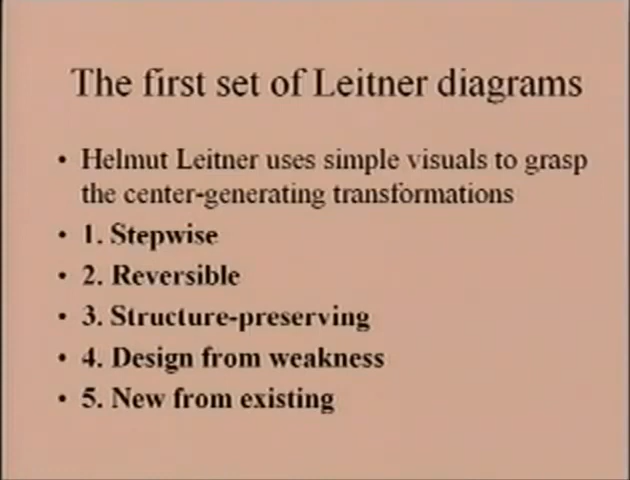 The first set of Leitner diagrams
• Helmut Leitner uses simple visuals to grasp
the center-generating transformations
• 1. Stepwise
• 2. Reversible
• 3. Structure-preserving
• 4. Design from weakness
• 5. New from existing